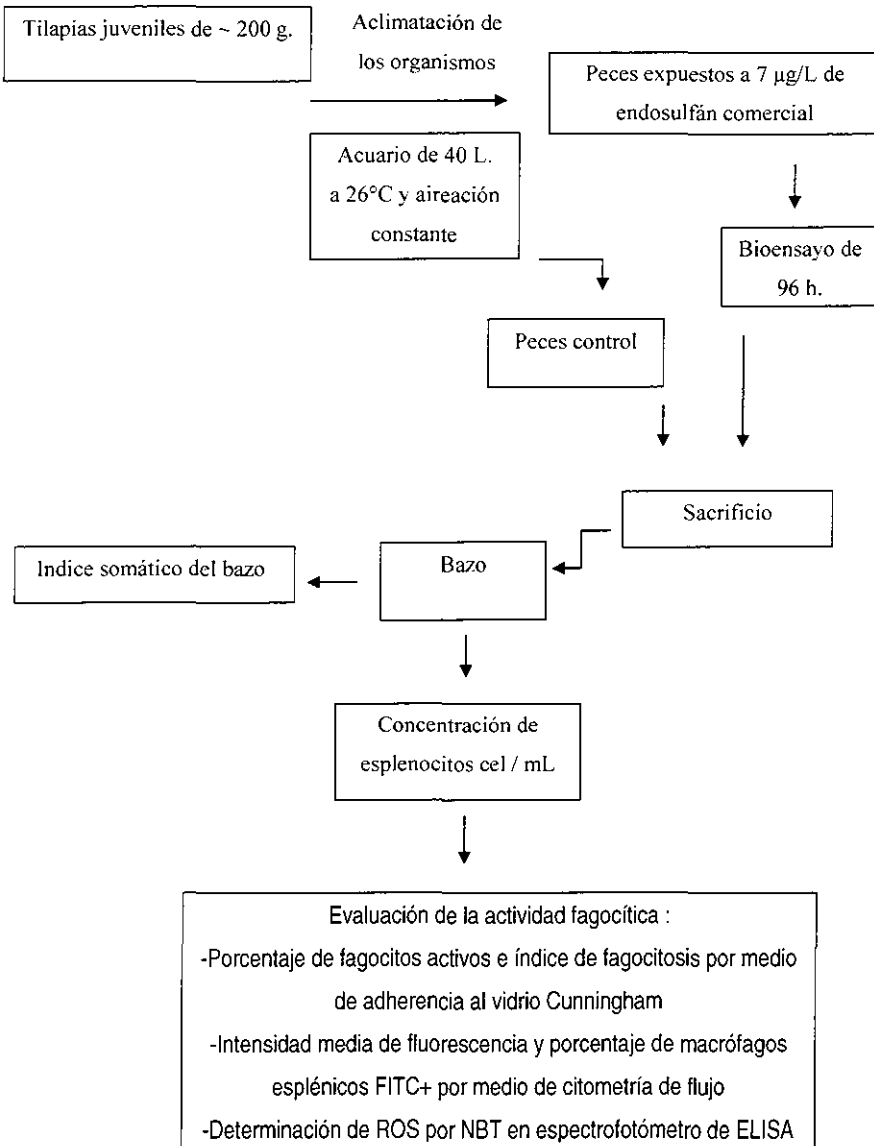 Tilapias juveniles de ~ 200 g.
Aclimatación de
los organismos
Peces expuestos a 7 µg/L de
endosulfán comercial
Acuario de 40 L.
a 26°C y aireación
constante
Bioensayo de
96 h.
Peces control
Sacrificio
Bazo
Indice somático del bazo
Concentración de
esplenocitos cel / mL
Evaluación de la actividad fagocítica :
-Porcentaje de fagocitos activos e índice de fagocitosis por medio
de adherencia al vidrio Cunningham
-Intensidad media de fluorescencia y porcentaje de macrófagos
esplénicos FITC+ por medio de citometría de flujo
-Determinación de ROS por NBT en espectrofotómetro de ELISA